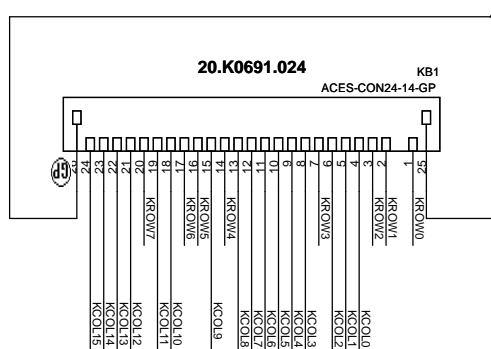 20.K0691.024
KB1
ACES-CON24-14-GP
GP
26 24 23 22 21 20 19 18 17 16 15 14 13 12 11 10 9 8 7 6 5 4 3 2 1 25
KROW7 KROW6 KROW5 KROW4 KROW3 KROW2 KROW1 KROW0
KCOL15 KCOL14 KCOL13 KCOL12 KCOL11 KCOL10 KCOL9 KCOL8 KCOL7 KCOL6 KCOL5 KCOL4 KCOL3 KCOL2 KCOL1 KCOL0